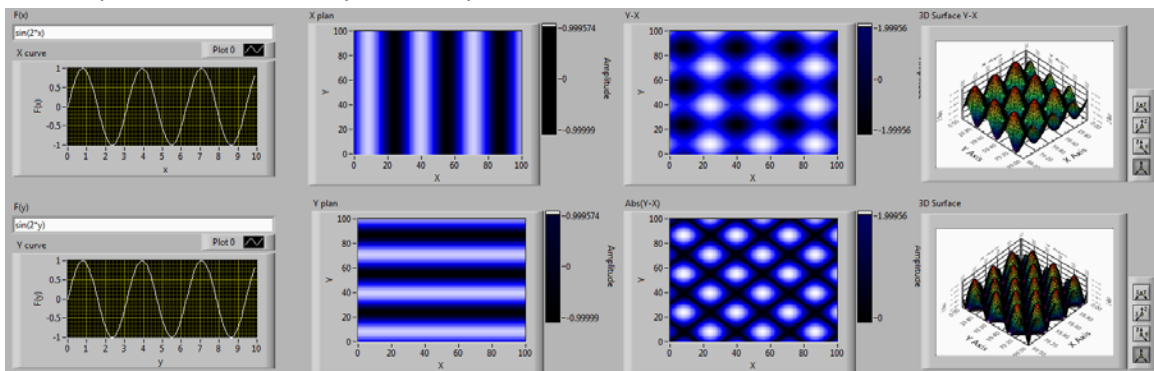 F(x)
sin(2*x)
X curve
Plot 0
F(x)
1
0.5
0
-0.5
-1
0 1 2 3 4 5 6 7 8 9 10
x
X plan
100
80
60
40
20
0
Y
0 20 40 60 80 100
X
-0.999574
-0
--0.99999
Amplitude
Y-X
100
80
60
40
20
0
Y
0 20 40 60 80 100
X
-1.99956
-0
--1.99956
3D Surface Y-X
Y Axis
X Axis
F(y)
sin(2*y)
Y curve
Plot 0
F(y)
1
0.5
0
-0.5
-1
0 1 2 3 4 5 6 7 8 9 10
y
Y plan
100
80
60
40
20
0
Y
0 20 40 60 80 100
X
-0.999574
-0
--0.99999
Amplitude
Abs(Y-X)
100
80
60
40
20
0
Y
0 20 40 60 80 100
X
-1.99956
-0
3D Surface
Y Axis
X Axis